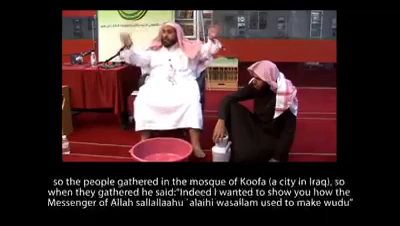 so the people gathered in the mosque of Koofa (a city in Iraq), so
when they gathered he said:"Indeed I wanted to show you how the
Messenger of Allah sallallaahu `alaihi wasallam used to make wudu"